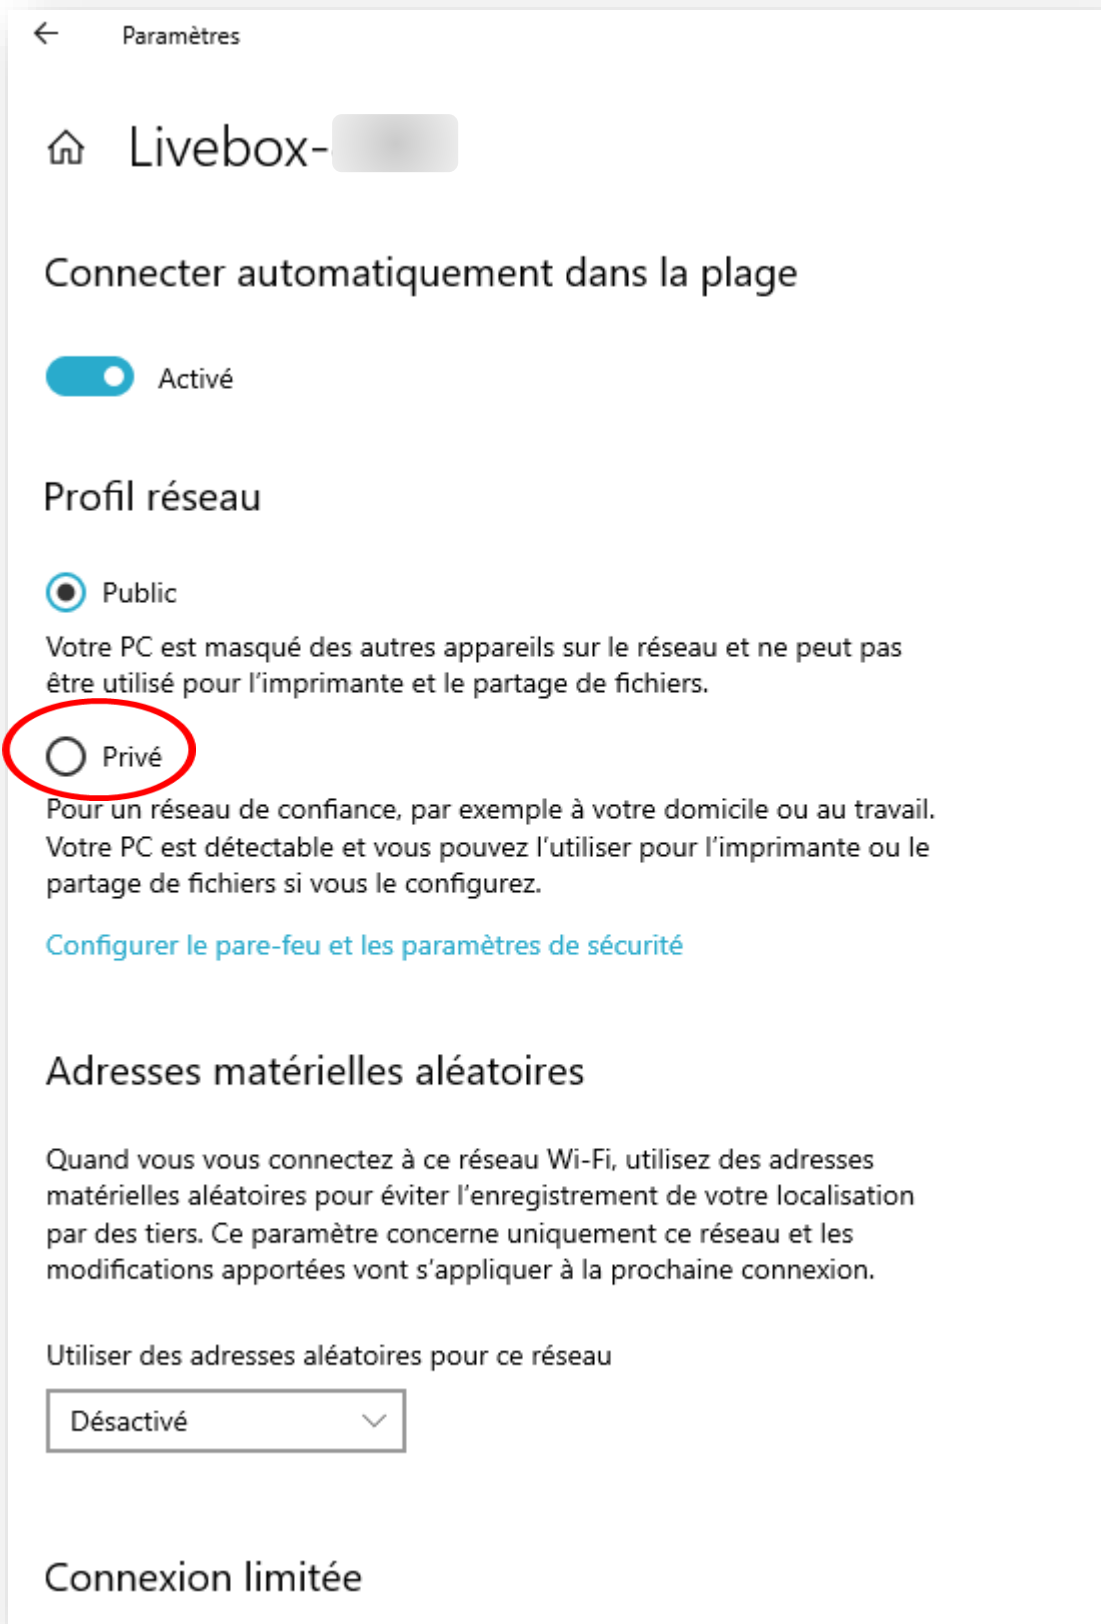 Paramètres
Livebox-
Connecter automatiquement dans la plage
Activé
Profil réseau
Public
Votre PC est masqué des autres appareils sur le réseau et ne peut pas
être utilisé pour l'imprimante et le partage de fichiers.
Privé
Pour un réseau de confiance, par exemple à votre domicile ou au travail.
Votre PC est détectable et vous pouvez l'utiliser pour l'imprimante ou le
partage de fichiers si vous le configurez.
Configurer le pare-feu et les paramètres de sécurité
Adresses matérielles aléatoires
Quand vous vous connectez à ce réseau Wi-Fi, utilisez des adresses
matérielles aléatoires pour éviter l'enregistrement de votre localisation
par des tiers. Ce paramètre concerne uniquement ce réseau et les
modifications apportées vont s'appliquer à la prochaine connexion.
Utiliser des adresses aléatoires pour ce réseau
Désactivé
Connexion limitée